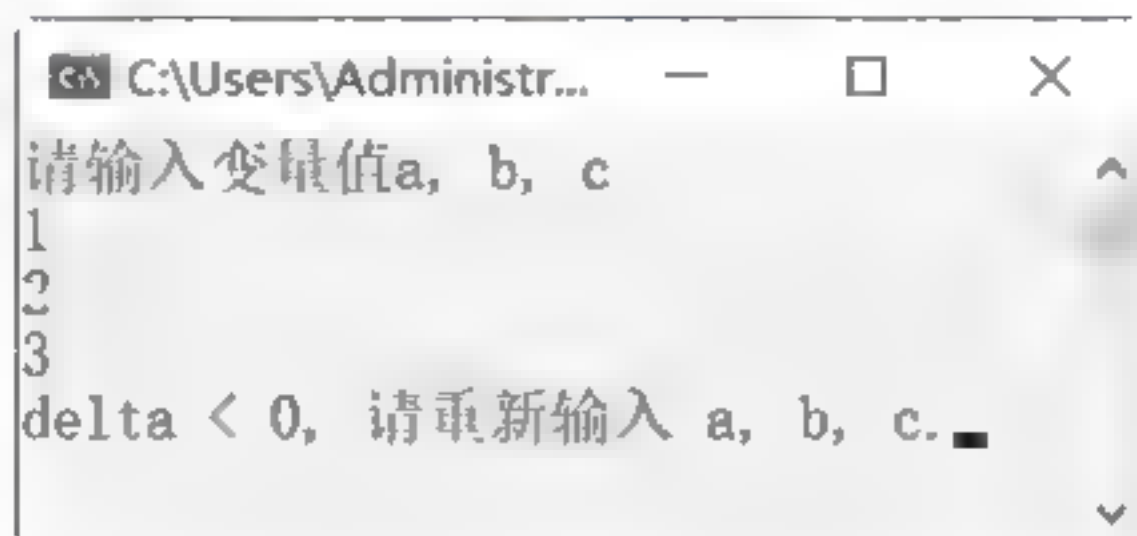 C:\Users\Administr...
请输入变量值a, b, c
1
2
3
delta < 0, 请重新输入 a, b, c.